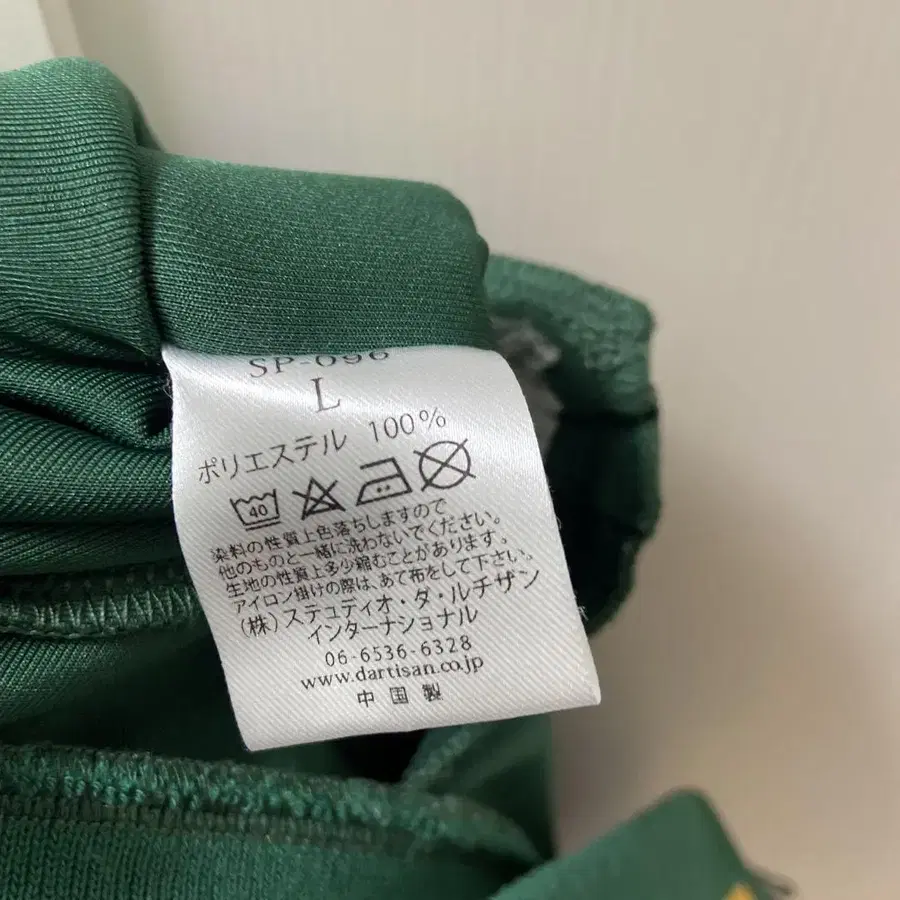 SP-096
L
ポリエステル 100%
40
染料の性質上色落ちしますので
他のものと一緒に洗わないでください。
生地の性質上多少縮むことがあります。
アイロン掛けの際は、あて布をして下さい。
(株)ステュディオ・ダ・ルチザン
インターナショナル
06-6536-6328
www.dartisan.co.jp
中国製